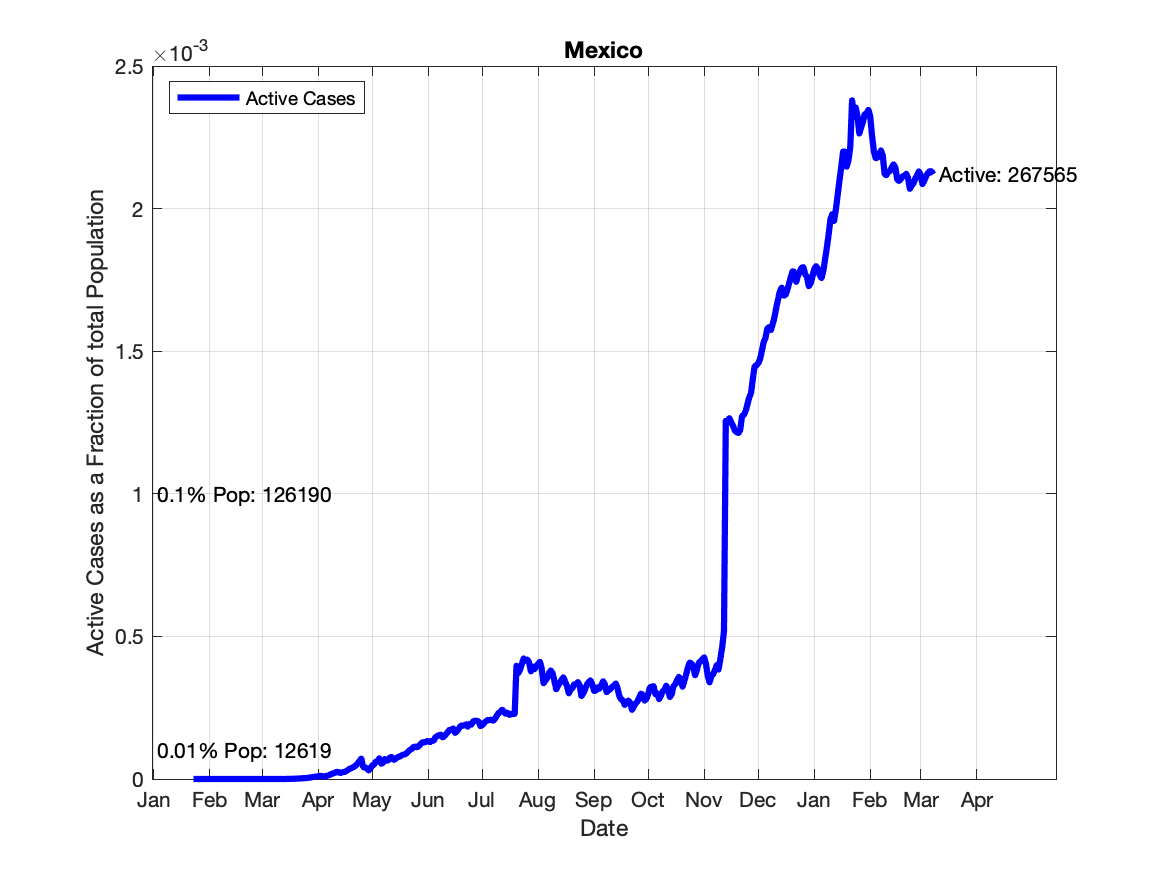 Mexico
×10-3
2.5
2
1.5
1
0.5
0
Active Cases
Active: 267565
0.1% Pop: 126190
0.01% Pop: 12619
Active Cases as a Fraction of total Population
Jan Feb Mar Apr May Jun Jul Aug Sep Oct Nov Dec Jan Feb Mar Apr
Date